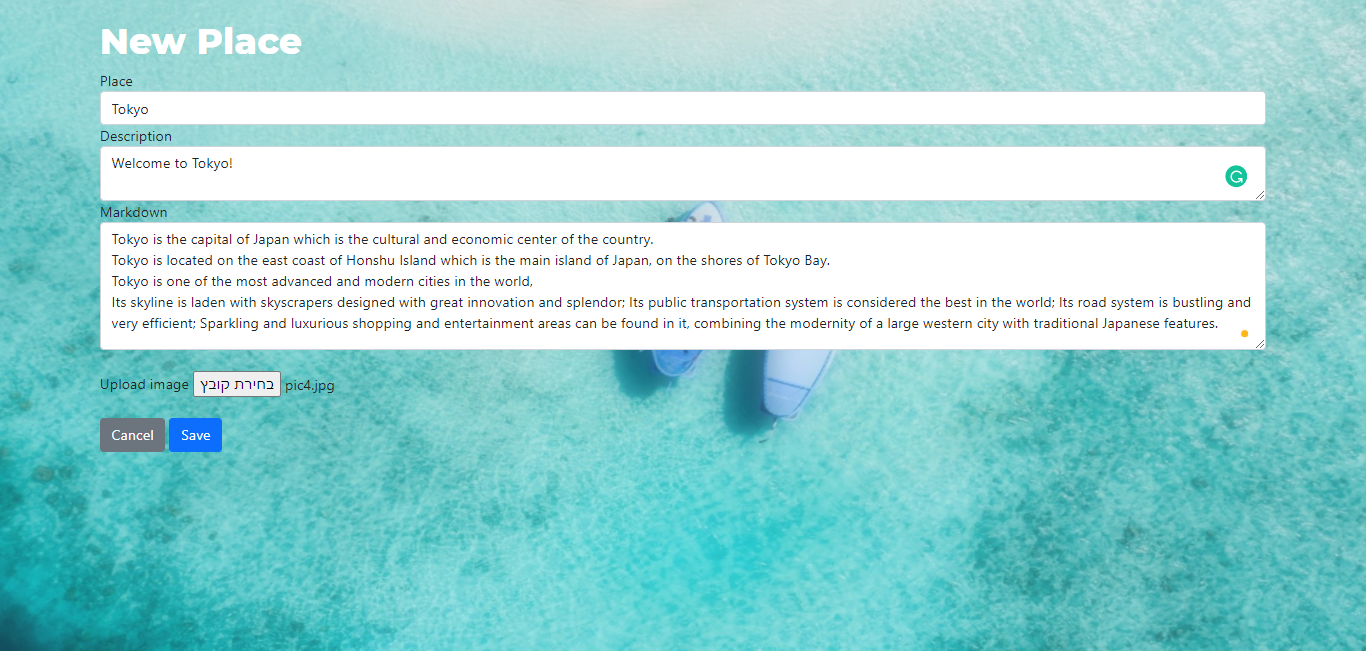 New Place
Place
Tokyo
Description
Welcome to Tokyo!
Markdown
Tokyo is the capital of Japan which is the cultural and economic center of the country.
Tokyo is located on the east coast of Honshu Island which is the main island of Japan, on the shores of Tokyo Bay.
Tokyo is one of the most advanced and modern cities in the world,
Its skyline is laden with skyscrapers designed with great innovation and splendor; Its public transportation system is considered the best in the world; Its road system is bustling and
very efficient; Sparkling and luxurious shopping and entertainment areas can be found in it, combining the modernity of a large western city with traditional Japanese features.
Upload image בחירת קובץ pic4.jpg
Cancel Save